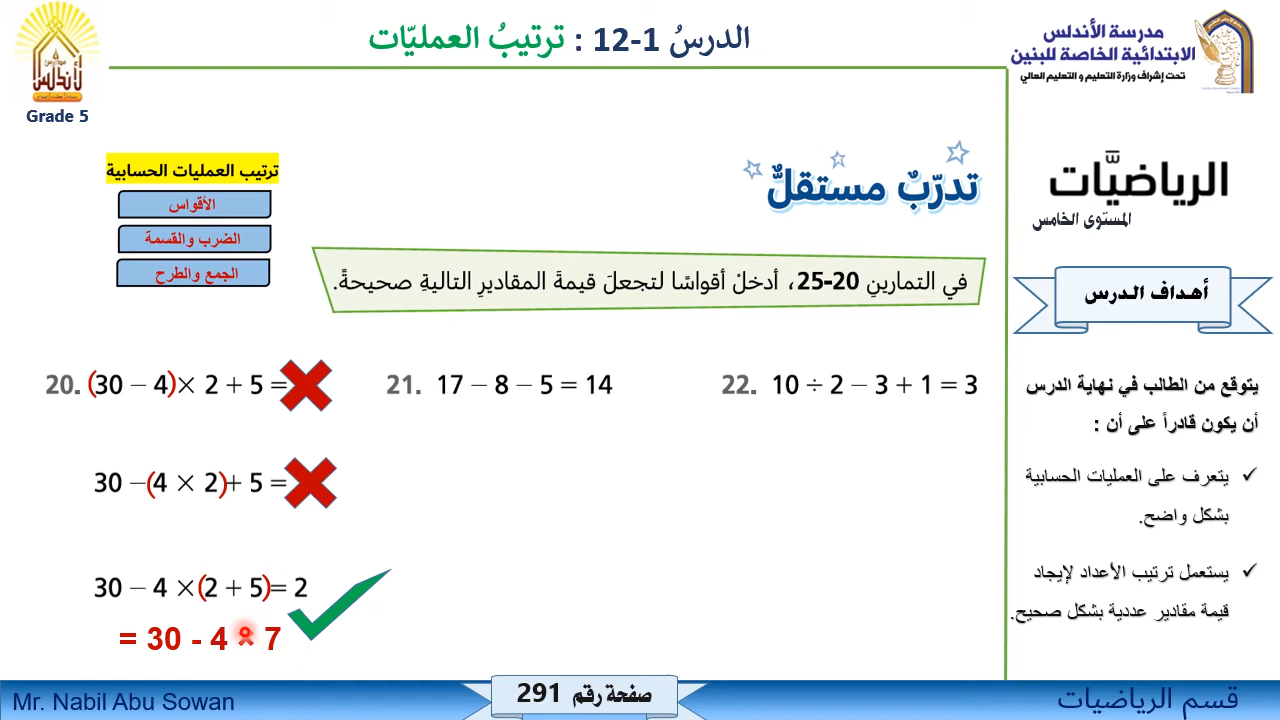 مدرسة الأندلس
الابتدائية الخاصة للبنين
تحت إشراف وزارة التعليم و التعليم العالي
الدرسُ 1-12 : ترتيبُ العمليّات
Grade 5
الرياضيَّات
المستوى الخامس
أهداف الدرس
يتوقع من الطالب في نهاية الدرس
أن يكون قادراً على أن :
✓ يتعرف على العمليات الحسابية
بشكل واضح.
✓ يستعمل ترتيب الأعداد لإيجاد
قيمة مقادير عددية بشكل صحيح.
ترتيب العمليات الحسابية
الأقواس
الضرب والقسمة
الجمع والطرح
تدرّبٌ مستقلٌّ
في التمارينِ 20-25، أدخلْ أقواسًا لتجعلَ قيمةَ المقاديرِ التاليةِ صحيحةً.
20. (30 − 4) × 2 + 5 =
21. 17 − 8 − 5 = 14
22. 10 ÷ 2 − 3 + 1 = 3
30 − (4 × 2) + 5 =
30 − 4 × (2 + 5) = 2
= 30 - 4 × 7
Mr. Nabil Abu Sowan
صفحة رقم 291
قسم الرياضيات